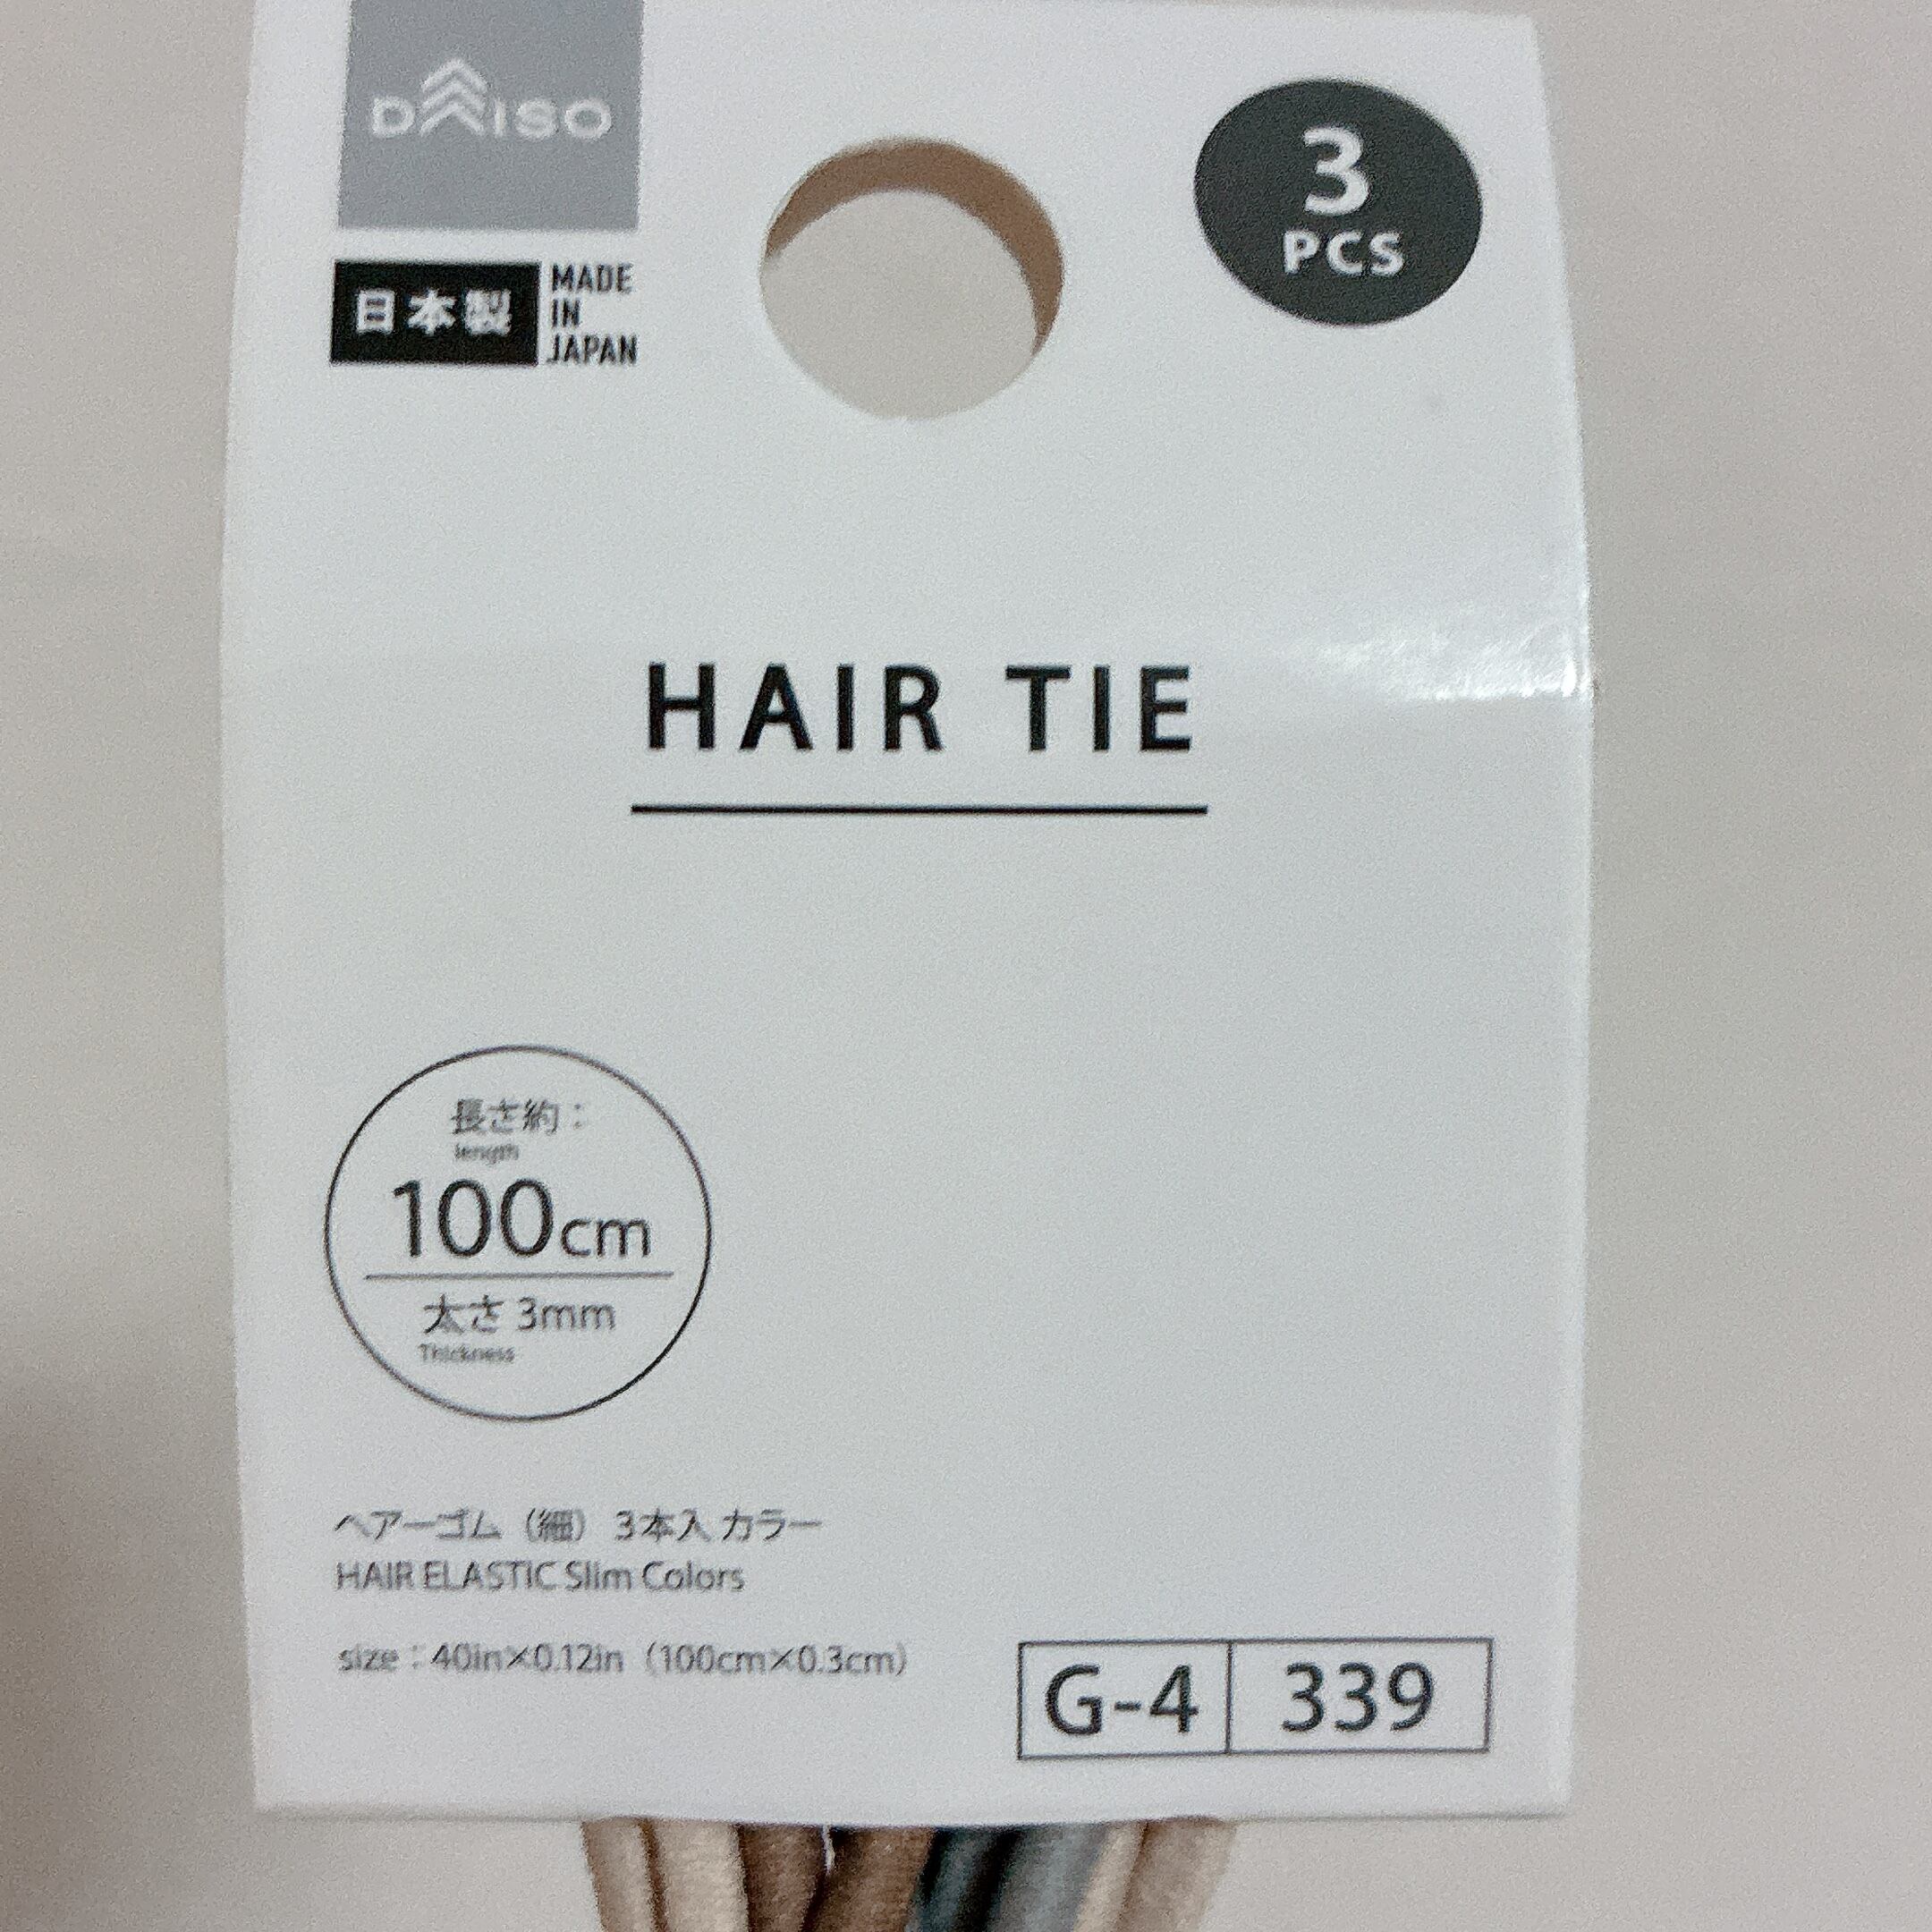 DAISO
日本製
MADE
IN
JAPAN
3
PCS
HAIR TIE
長さ約：
length
100cm
太さ 3mm
Thickness
ヘアーゴム（細） 3本入 カラー
HAIR ELASTIC Slim Colors
size：40in×0.12in（100cm×0.3cm）
G-4 339